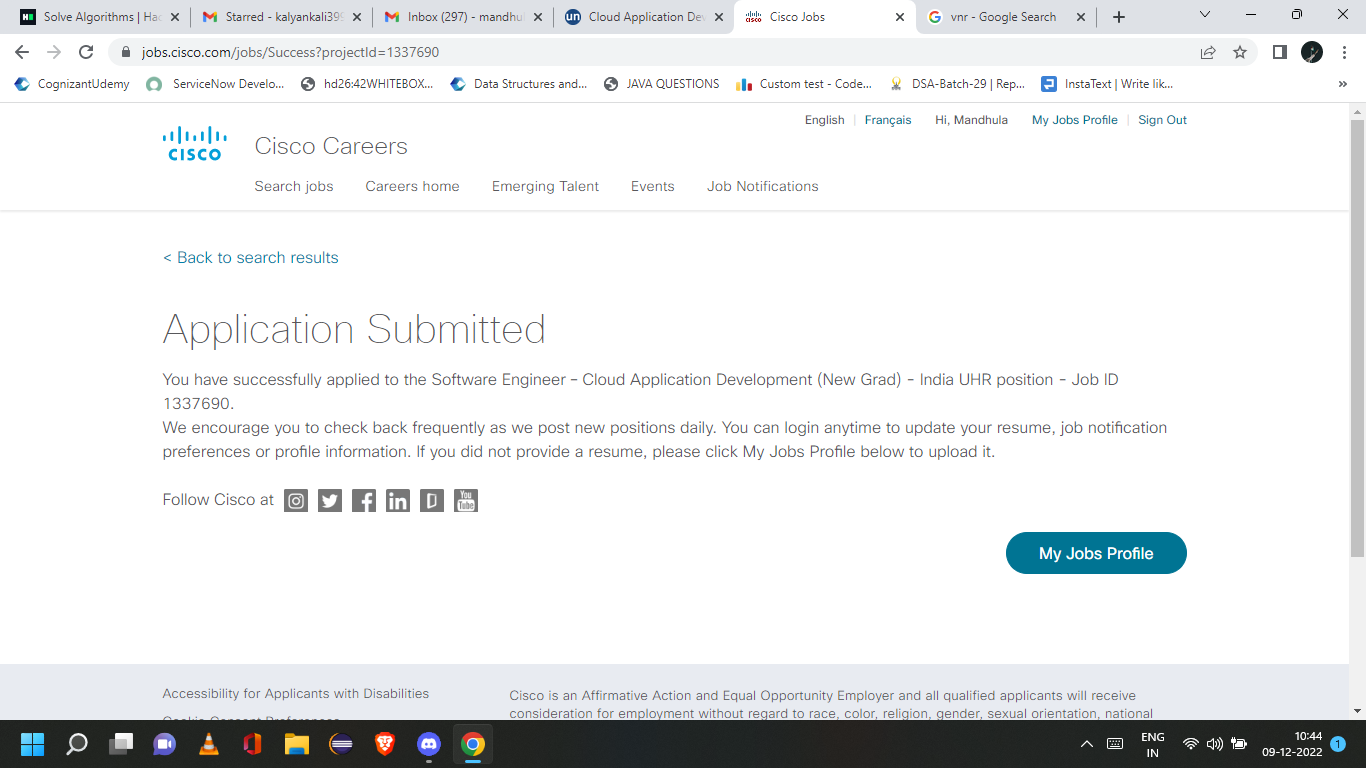 Solve Algorithms | Hac
Starred - kalyankali399
Inbox (297) - mandhul
un
Cloud Application Dev
Cisco Jobs
vnr - Google Search
jobs.cisco.com/jobs/Success?projectId=1337690
CognizantUdemy
ServiceNow Develo...
hd26:42WHITEBOX...
Data Structures and...
JAVA QUESTIONS
Custom test - Code...
DSA-Batch-29 | Rep...
InstaText | Write lik...
»
English
Français
Hi, Mandhula
My Jobs Profile
Sign Out
CISCO
Cisco Careers
Search jobs
Careers home
Emerging Talent
Events
Job Notifications
< Back to search results
Application Submitted
You have successfully applied to the Software Engineer – Cloud Application Development (New Grad) - India UHR position - Job ID
1337690.
We encourage you to check back frequently as we post new positions daily. You can login anytime to update your resume, job notification
preferences or profile information. If you did not provide a resume, please click My Jobs Profile below to upload it.
Follow Cisco at
in
You Tube
My Jobs Profile
Accessibility for Applicants with Disabilities
Cookie Consent Preferences
Cisco is an Affirmative Action and Equal Opportunity Employer and all qualified applicants will receive
consideration for employment without regard to race, color, religion, gender, sexual orientation, national
ENG
IN
10:44
09-12-2022
1